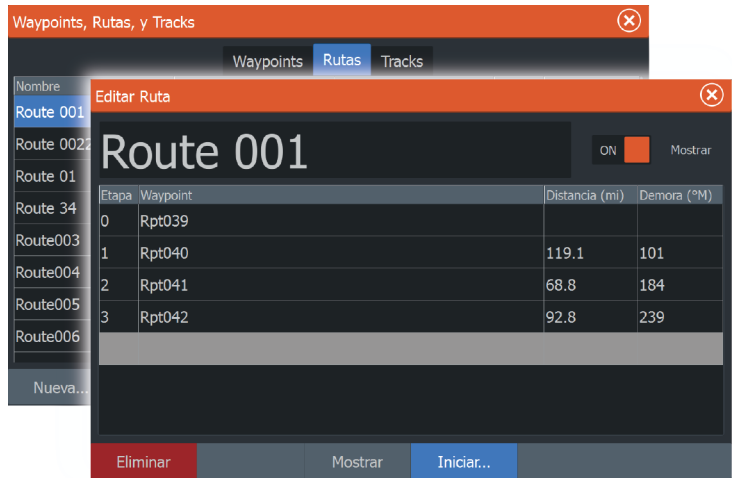 Waypoints, Rutas, y Tracks
Waypoints Rutas Tracks
Nombre
Route 001
Route 0022
Route 01
Route 34
Route003
Route004
Route005
Route006
Nueva...
Editar Ruta
Route 001
ON Mostrar
Etapa Waypoint Distancia (mi) Demora (°M)
0 Rpt039
1 Rpt040 119.1 101
2 Rpt041 68.8 184
3 Rpt042 92.8 239
Eliminar Mostrar Iniciar...